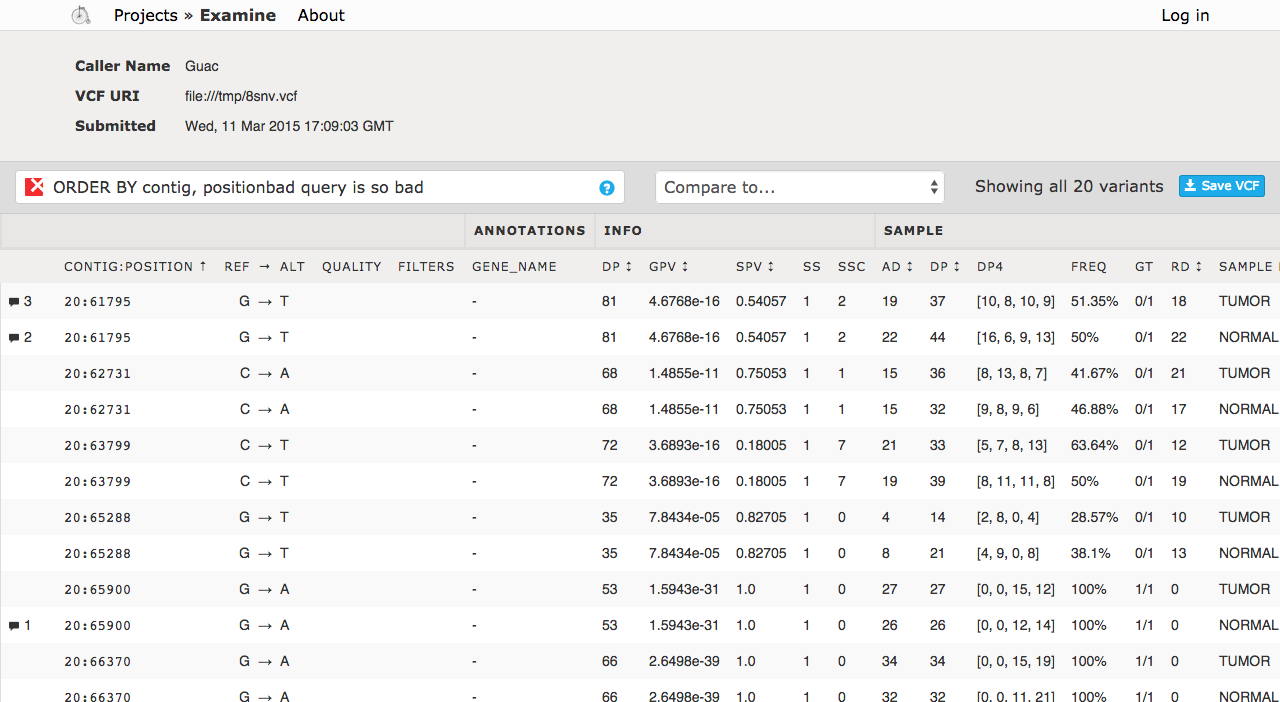 Projects » Examine About Log in
Caller Name Guac
VCF URI file:///tmp/8snv.vcf
Submitted Wed, 11 Mar 2015 17:09:03 GMT
ORDER BY contig, positionbad query is so bad ? Compare to... Showing all 20 variants Save VCF
ANNOTATIONS INFO SAMPLE
CONTIG:POSITION ↑ REF → ALT QUALITY FILTERS GENE_NAME DP ↕ GPV ↕ SPV ↕ SS SSC AD ↕ DP ↕ DP4 FREQ GT RD ↕ SAMPLE
3 20:61795 G → T - 81 4.6768e-16 0.54057 1 2 19 37 [10, 8, 10, 9] 51.35% 0/1 18 TUMOR
2 20:61795 G → T - 81 4.6768e-16 0.54057 1 2 22 44 [16, 6, 9, 13] 50% 0/1 22 NORMAL
20:62731 C → A - 68 1.4855e-11 0.75053 1 1 15 36 [8, 13, 8, 7] 41.67% 0/1 21 TUMOR
20:62731 C → A - 68 1.4855e-11 0.75053 1 1 15 32 [9, 8, 9, 6] 46.88% 0/1 17 NORMAL
20:63799 C → T - 72 3.6893e-16 0.18005 1 7 21 33 [5, 7, 8, 13] 63.64% 0/1 12 TUMOR
20:63799 C → T - 72 3.6893e-16 0.18005 1 7 19 39 [8, 11, 11, 8] 50% 0/1 19 NORMAL
20:65288 G → T - 35 7.8434e-05 0.82705 1 0 4 14 [2, 8, 0, 4] 28.57% 0/1 10 TUMOR
20:65288 G → T - 35 7.8434e-05 0.82705 1 0 8 21 [4, 9, 0, 8] 38.1% 0/1 13 NORMAL
20:65900 G → A - 53 1.5943e-31 1.0 1 0 27 27 [0, 0, 15, 12] 100% 1/1 0 TUMOR
1 20:65900 G → A - 53 1.5943e-31 1.0 1 0 26 26 [0, 0, 12, 14] 100% 1/1 0 NORMAL
20:66370 G → A - 66 2.6498e-39 1.0 1 0 34 34 [0, 0, 15, 19] 100% 1/1 0 TUMOR
20:66370 G → A - 66 2.6498e-39 1.0 1 0 32 32 [0, 0, 11, 21] 100% 1/1 0 NORMAL